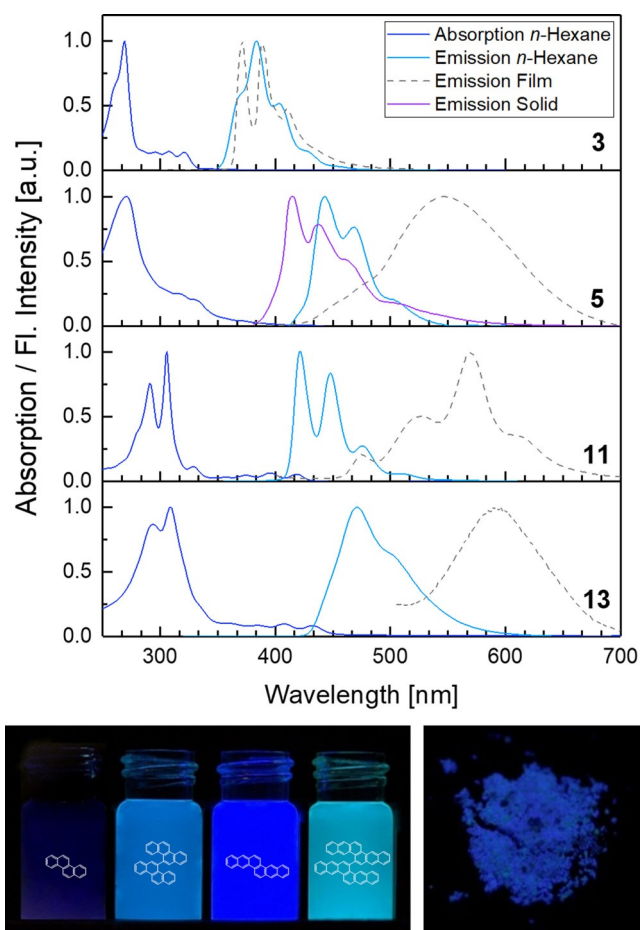 Absorption n-Hexane
Emission n-Hexane
Emission Film
Emission Solid
1.0
0.5
0.0
3
1.0
0.5
0.0
5
1.0
0.5
0.0
11
1.0
0.5
0.0
13
300 400 500 600 700
Absorption / Fl. Intensity [a.u.]
Wavelength [nm]